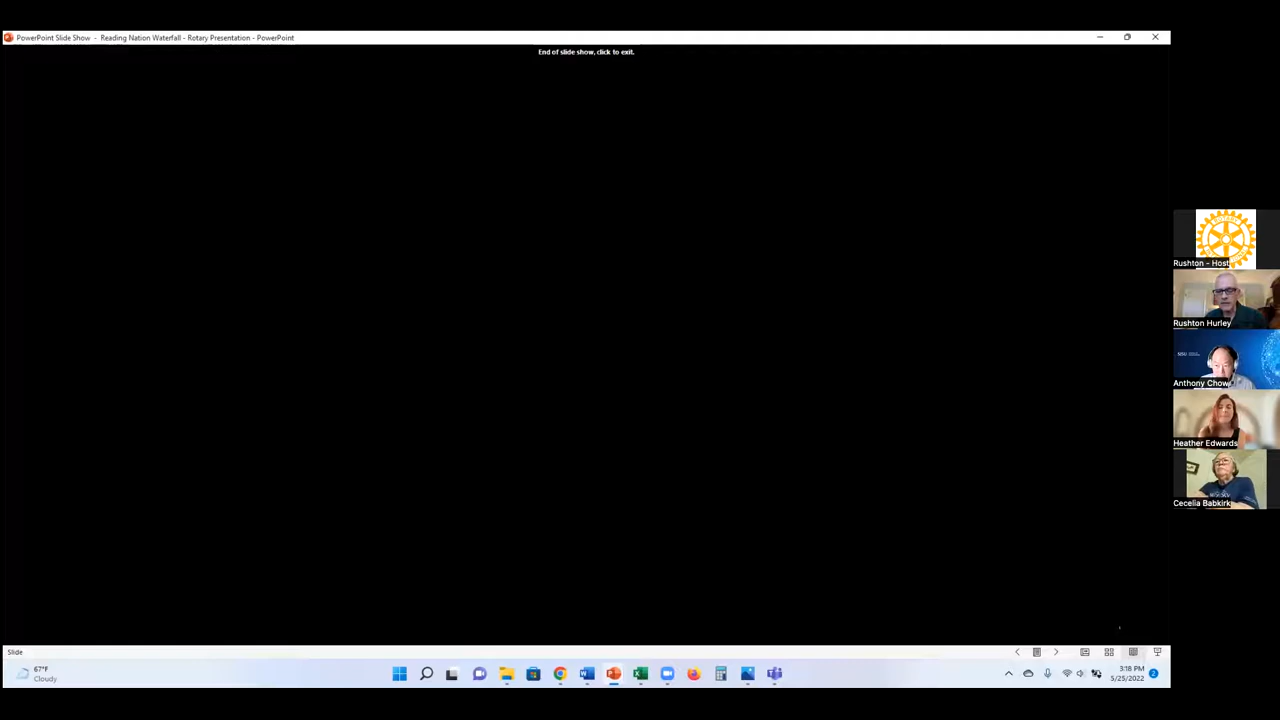 PowerPoint Slide Show - Reading Nation Waterfall - Rotary Presentation - PowerPoint
End of slide show, click to exit.
Rushton - Host
Rushton Hurley
Anthony Chow
Heather Edwards
Cecelia Babkirk
Slide
67°F
Cloudy
3:18 PM
5/25/2022
2